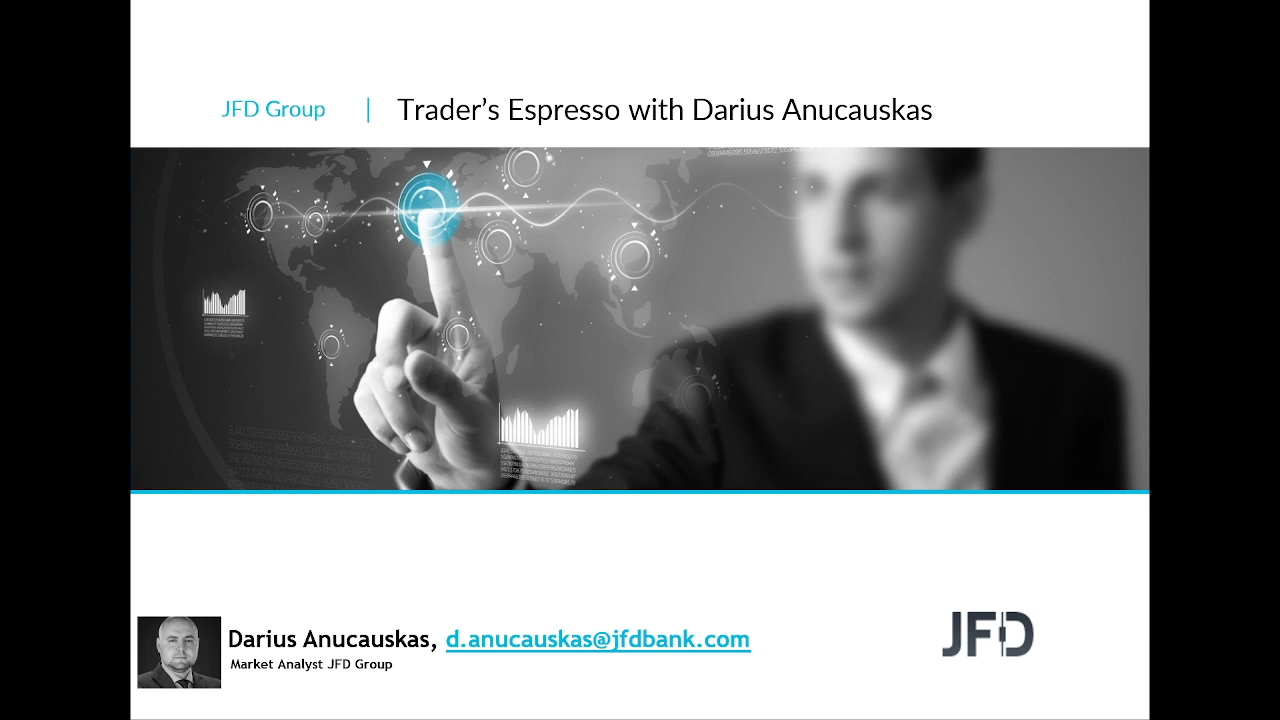 JFD Group | Trader’s Espresso with Darius Anucauskas
Darius Anucauskas, d.anucauskas@jfdbank.com
Market Analyst JFD Group
JFD